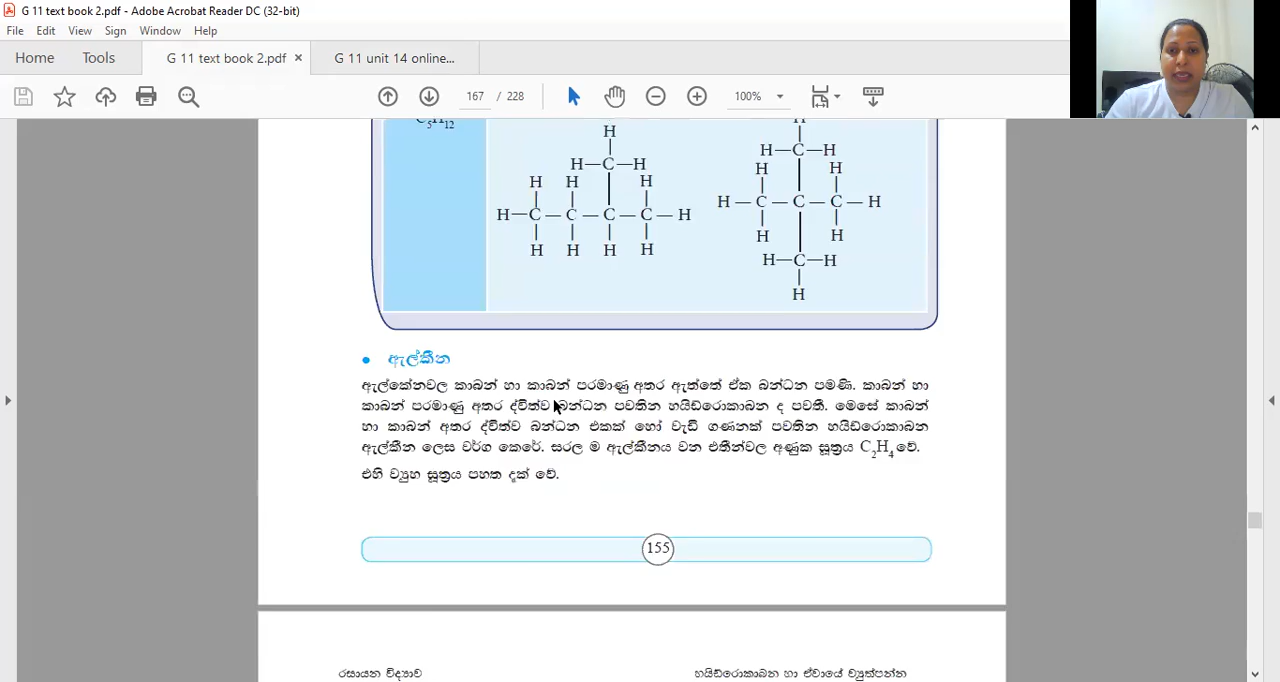 G 11 text book 2.pdf - Adobe Acrobat Reader DC (32-bit)
File Edit View Sign Window Help
Home Tools G 11 text book 2.pdf × G 11 unit 14 online...
167 / 228 100%
C5H12
H H
H—C—H H—C—H
H H H H H
H—C—C—C—C—H H—C—C—C—H
H H H H H H
H—C—H
H
• ඇල්කීන
ඇල්කේනවල කාබන් හා කාබන් පරමාණු අතර ඇත්තේ ඒක බන්ධන පමණි. කාබන් හා
කාබන් පරමාණු අතර ද්විත්ව බන්ධන පවතින හයිඩ්රොකාබන ද පවතී. මෙසේ කාබන්
හා කාබන් අතර ද්විත්ව බන්ධන එකක් හෝ වැඩි ගණනක් පවතින හයිඩ්රොකාබන
ඇල්කීන ලෙස වර්ග කෙරේ. සරල ම ඇල්කීනය වන එතීන්වල අණුක සූත්‍රය C2H4 වේ.
එහි ව්‍යුහ සූත්‍රය පහත දැක් වේ.
155
රසායන විද්‍යාව හයිඩ්රොකාබන හා ඒවායේ ව්‍යුත්පන්න